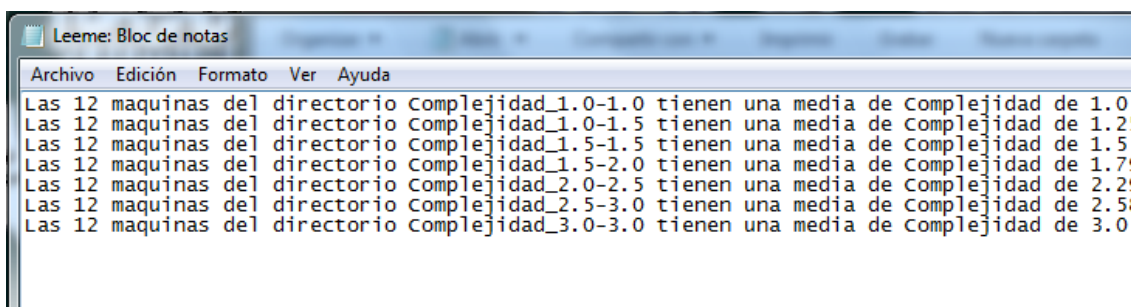 Leeme: Bloc de notas
Archivo Edición Formato Ver Ayuda
Las 12 maquinas del directorio Complejidad_1.0-1.0 tienen una media de Complejidad de 1.0
Las 12 maquinas del directorio Complejidad_1.0-1.5 tienen una media de Complejidad de 1.2
Las 12 maquinas del directorio Complejidad_1.5-1.5 tienen una media de Complejidad de 1.5
Las 12 maquinas del directorio Complejidad_1.5-2.0 tienen una media de Complejidad de 1.79
Las 12 maquinas del directorio Complejidad_2.0-2.5 tienen una media de Complejidad de 2.29
Las 12 maquinas del directorio Complejidad_2.5-3.0 tienen una media de Complejidad de 2.58
Las 12 maquinas del directorio Complejidad_3.0-3.0 tienen una media de Complejidad de 3.0